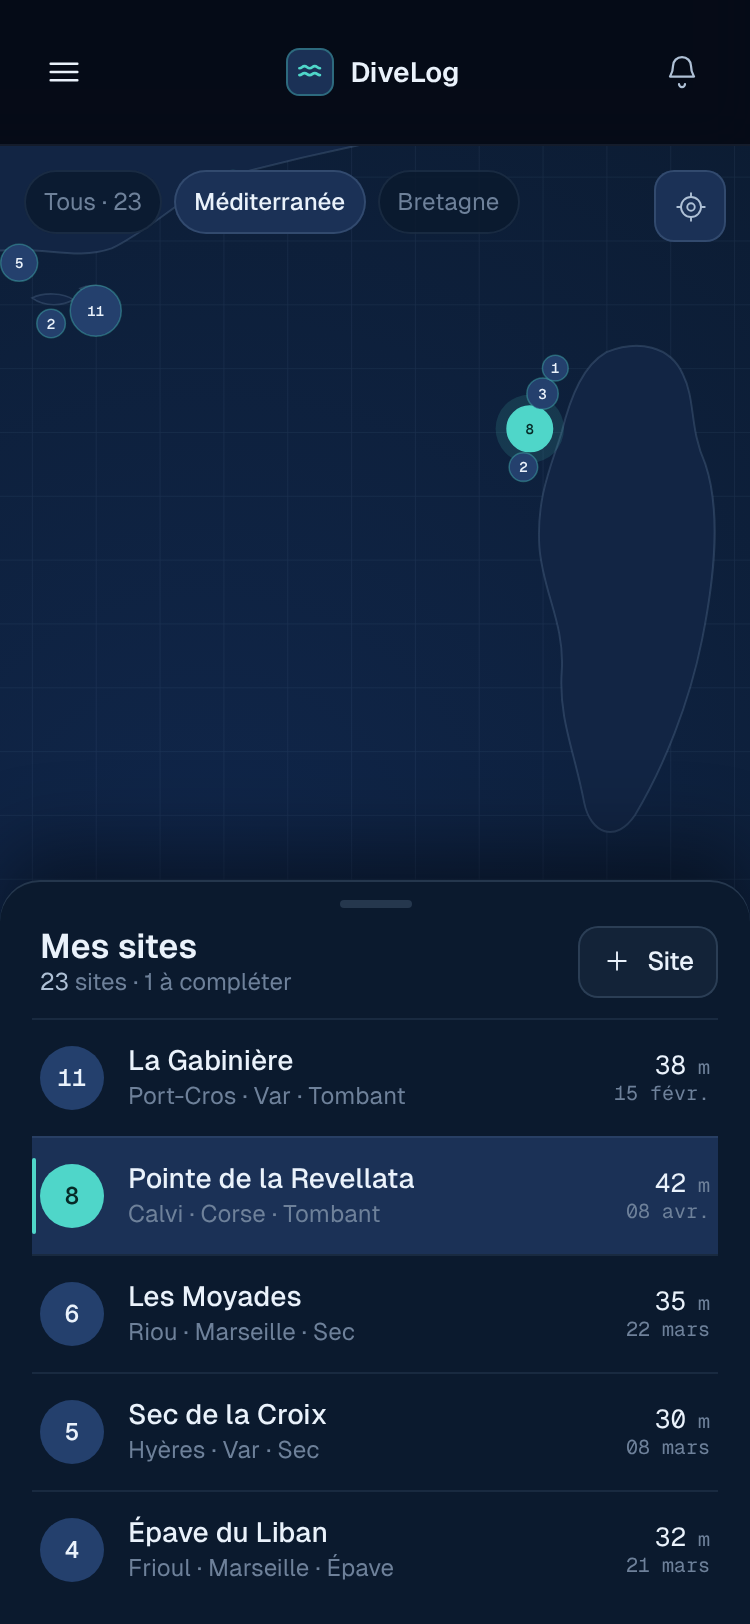 DiveLog
Tous · 23
Méditerranée
Bretagne
5
2
11
1
3
8
2
Mes sites
23 sites · 1 à compléter
+ Site
11
La Gabinière
38 m
Port-Cros · Var · Tombant
15 févr.
8
Pointe de la Revellata
42 m
Calvi · Corse · Tombant
08 avr.
6
Les Moyades
35 m
Riou · Marseille · Sec
22 mars
5
Sec de la Croix
30 m
Hyères · Var · Sec
08 mars
4
Épave du Liban
32 m
Frioul · Marseille · Épave
21 mars